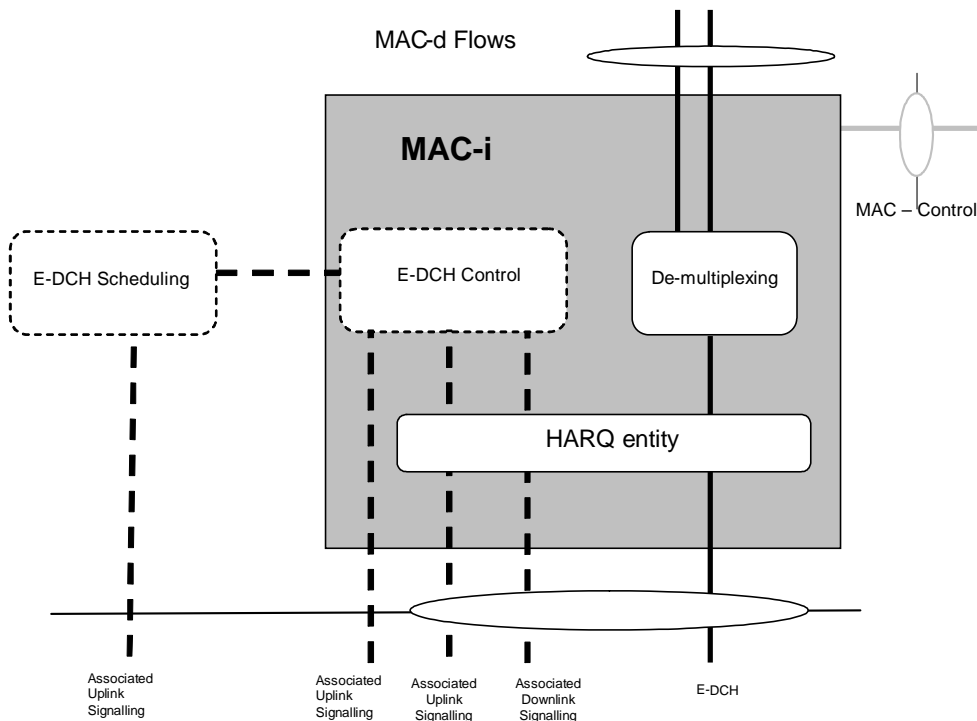 MAC-d Flows
MAC-i
MAC – Control
E-DCH Scheduling
E-DCH Control
De-multiplexing
HARQ entity
Associated
Uplink
Signalling
Associated
Uplink
Signalling
Associated
Uplink
Signalling
Associated
Downlink
Signalling
E-DCH